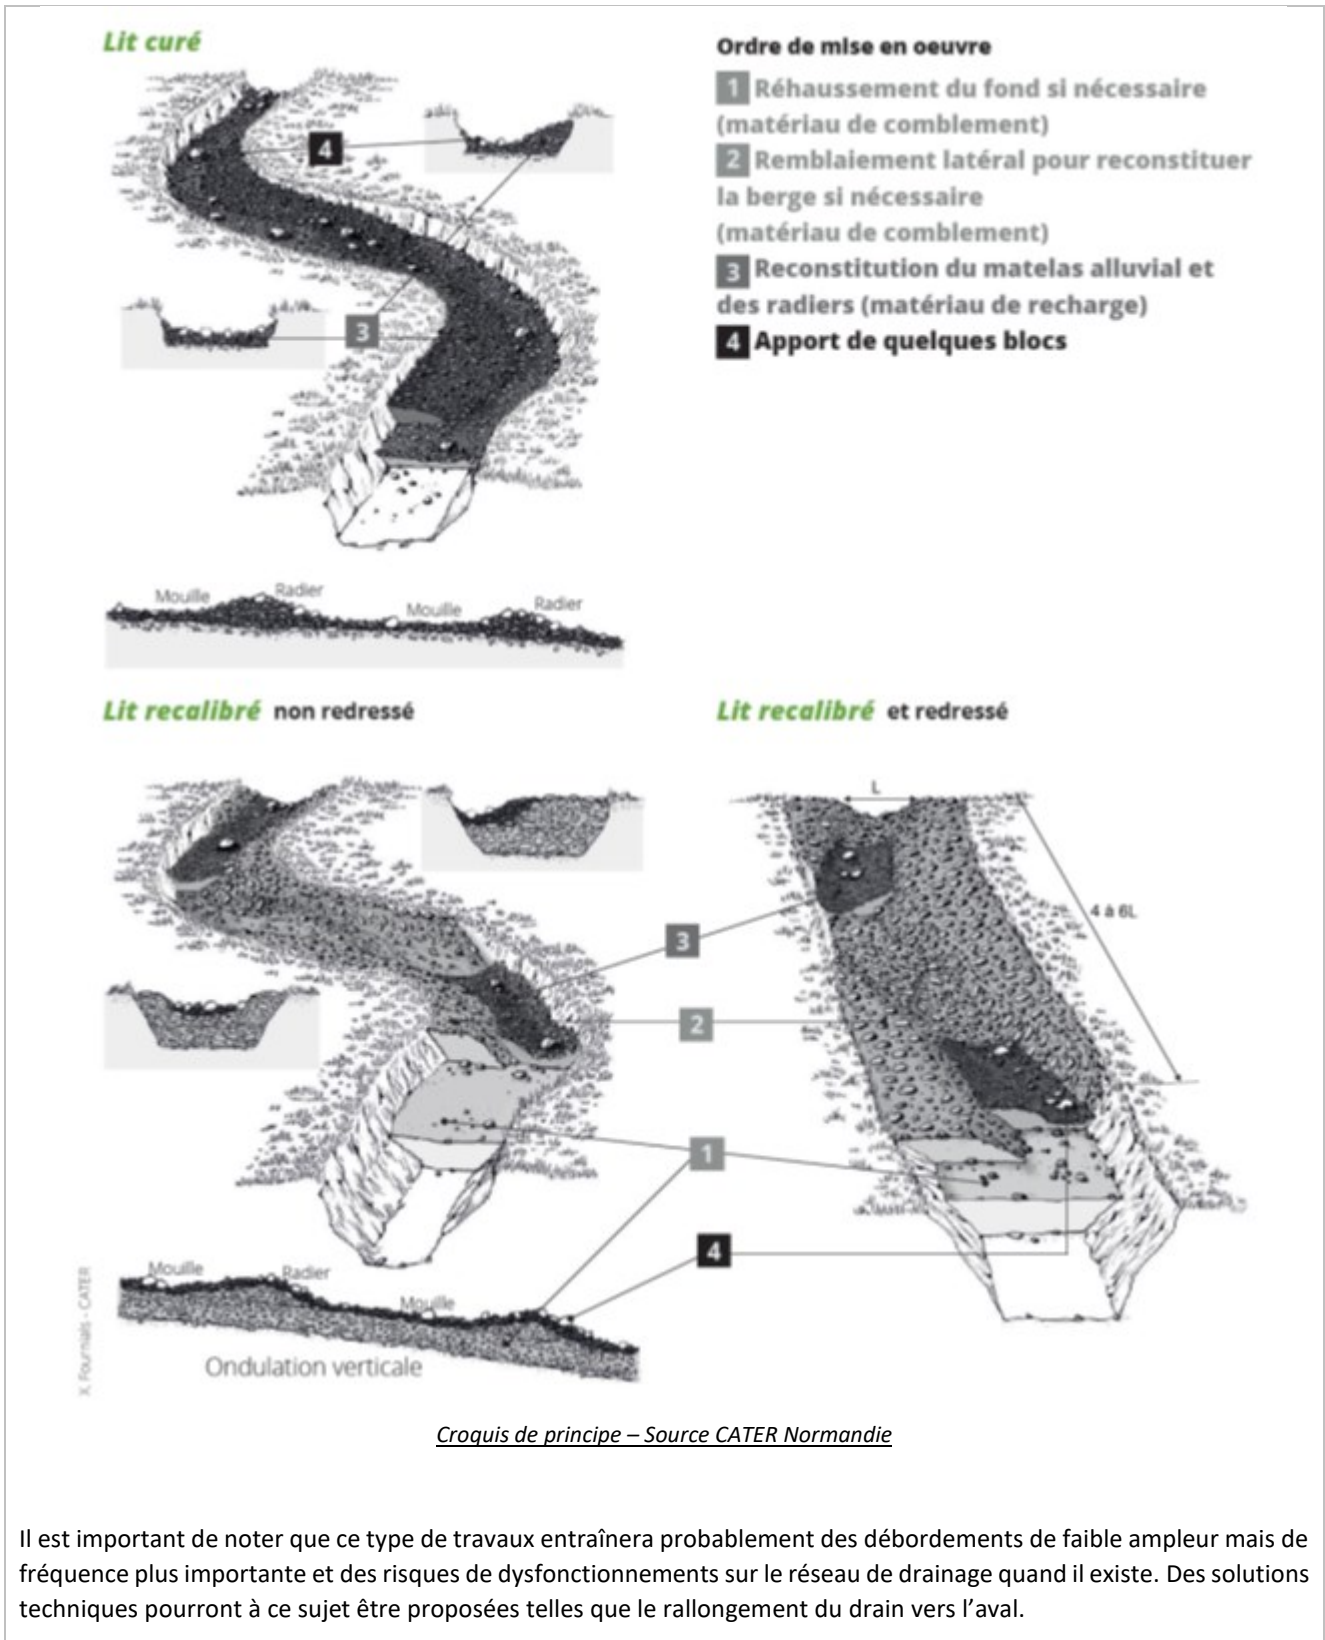 Lit curé
Ordre de mise en oeuvre
1 Réhaussement du fond si nécessaire
(matériau de comblement)
2 Remblaiement latéral pour reconstituer
la berge si nécessaire
(matériau de comblement)
3 Reconstitution du matelas alluvial et
des radiers (matériau de recharge)
4 Apport de quelques blocs
4
3
Mouille
Radier
Mouille
Radier
Lit recalibré non redressé
Lit recalibré et redressé
L
4 à 6L
3
2
1
4
Mouille
Radier
Mouille
Ondulation verticale
X. Fournials - CATER
Croquis de principe – Source CATER Normandie
Il est important de noter que ce type de travaux entraînera probablement des débordements de faible ampleur mais de
fréquence plus importante et des risques de dysfonctionnements sur le réseau de drainage quand il existe. Des solutions
techniques pourront à ce sujet être proposées telles que le rallongement du drain vers l’aval.